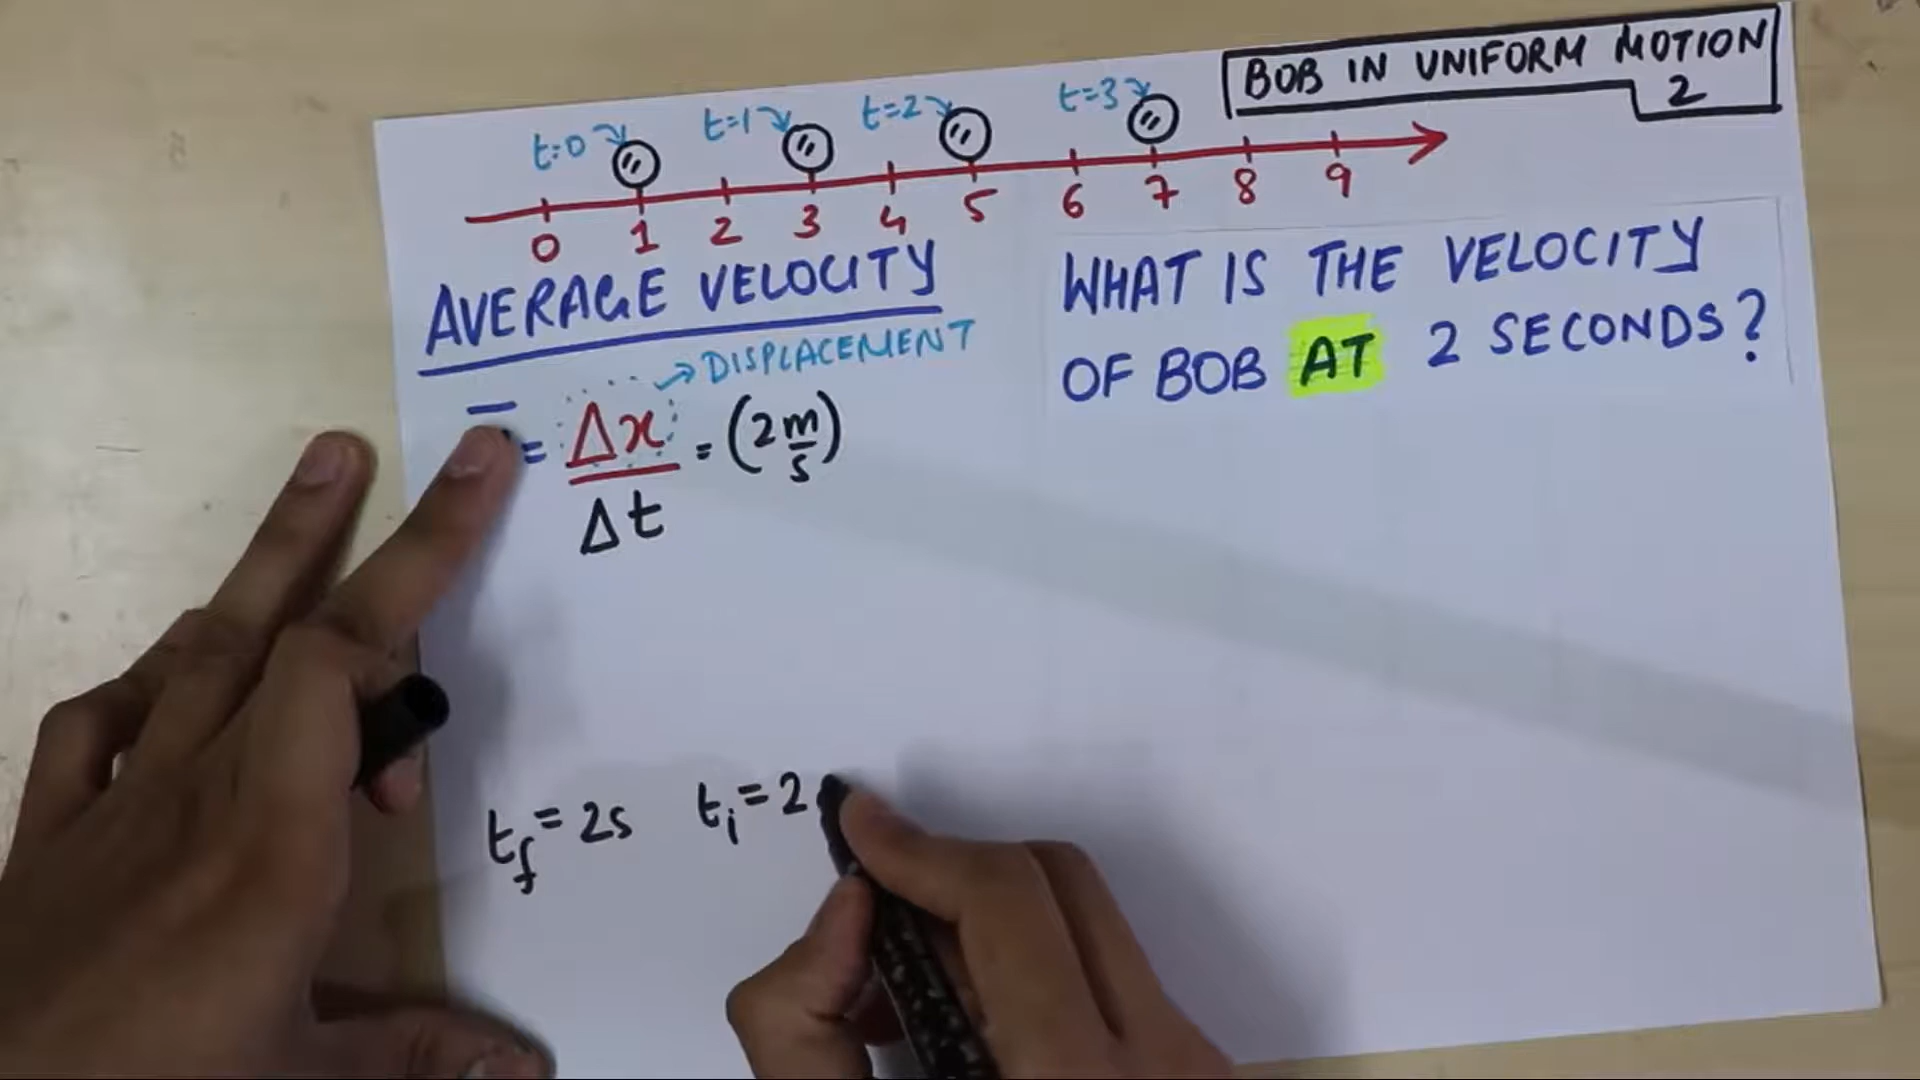 BOB IN UNIFORM MOTION
2
t=0 t=1 t=2 t=3
0 1 2 3 4 5 6 7 8 9
AVERAGE VELOCITY
DISPLACEMENT
= Δx = (2 m/s)
Δt
WHAT IS THE VELOCITY
OF BOB AT 2 SECONDS?
t_f = 2s t_i = 2